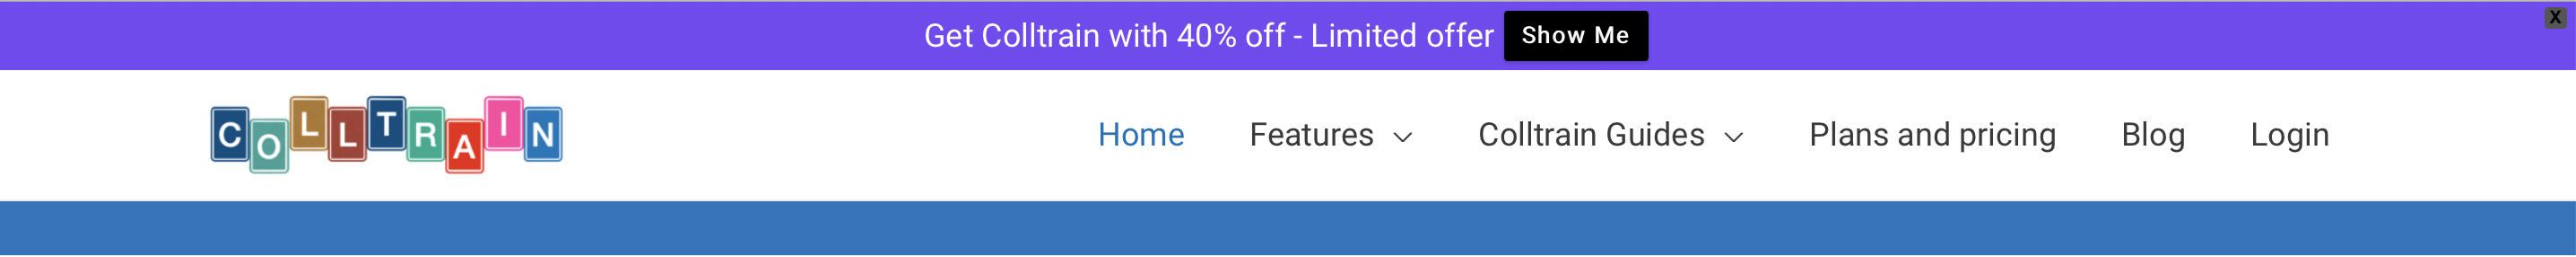 Get Colltrain with 40% off - Limited offer Show Me
X
COLLTRAIN
Home Features Colltrain Guides Plans and pricing Blog Login